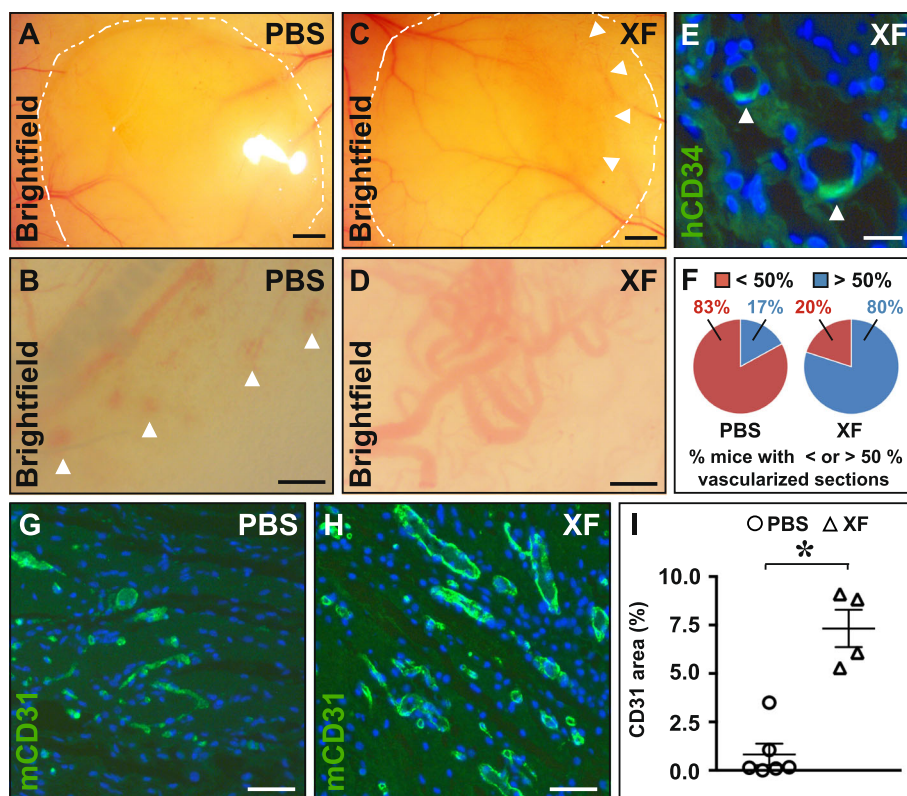 A
PBS
Brightfield
C
XF
Brightfield
E
XF
hCD34
B
PBS
Brightfield
D
XF
Brightfield
F
< 50% > 50%
83% 17% 20% 80%
PBS XF
% mice with < or > 50 %
vascularized sections
G
PBS
mCD31
H
XF
mCD31
I
PBS XF
*
CD31 area (%)
10.0
7.5
5.0
2.5
0.0